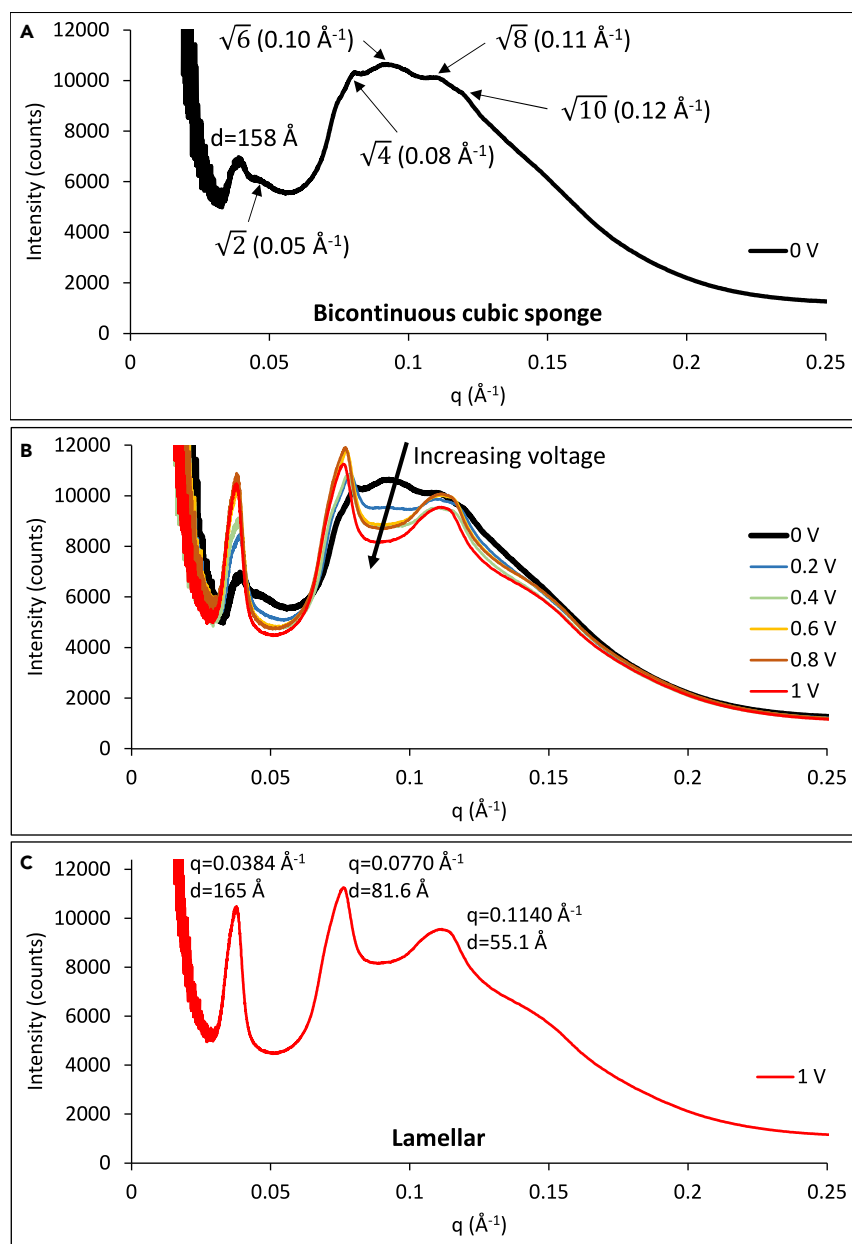 A
12000
10000
8000
6000
4000
2000
0
Intensity (counts)
√6 (0.10 Å⁻¹)
√8 (0.11 Å⁻¹)
√10 (0.12 Å⁻¹)
d=158 Å
√4 (0.08 Å⁻¹)
√2 (0.05 Å⁻¹)
0 V
Bicontinuous cubic sponge
0 0.05 0.1 0.15 0.2 0.25
q (Å⁻¹)
B
12000
10000
8000
6000
4000
2000
0
Intensity (counts)
Increasing voltage
0 V
0.2 V
0.4 V
0.6 V
0.8 V
1 V
0 0.05 0.1 0.15 0.2 0.25
q (Å⁻¹)
C
12000
10000
8000
6000
4000
2000
0
Intensity (counts)
q=0.0384 Å⁻¹
d=165 Å
q=0.0770 Å⁻¹
d=81.6 Å
q=0.1140 Å⁻¹
d=55.1 Å
1 V
Lamellar
0 0.05 0.1 0.15 0.2 0.25
q (Å⁻¹)